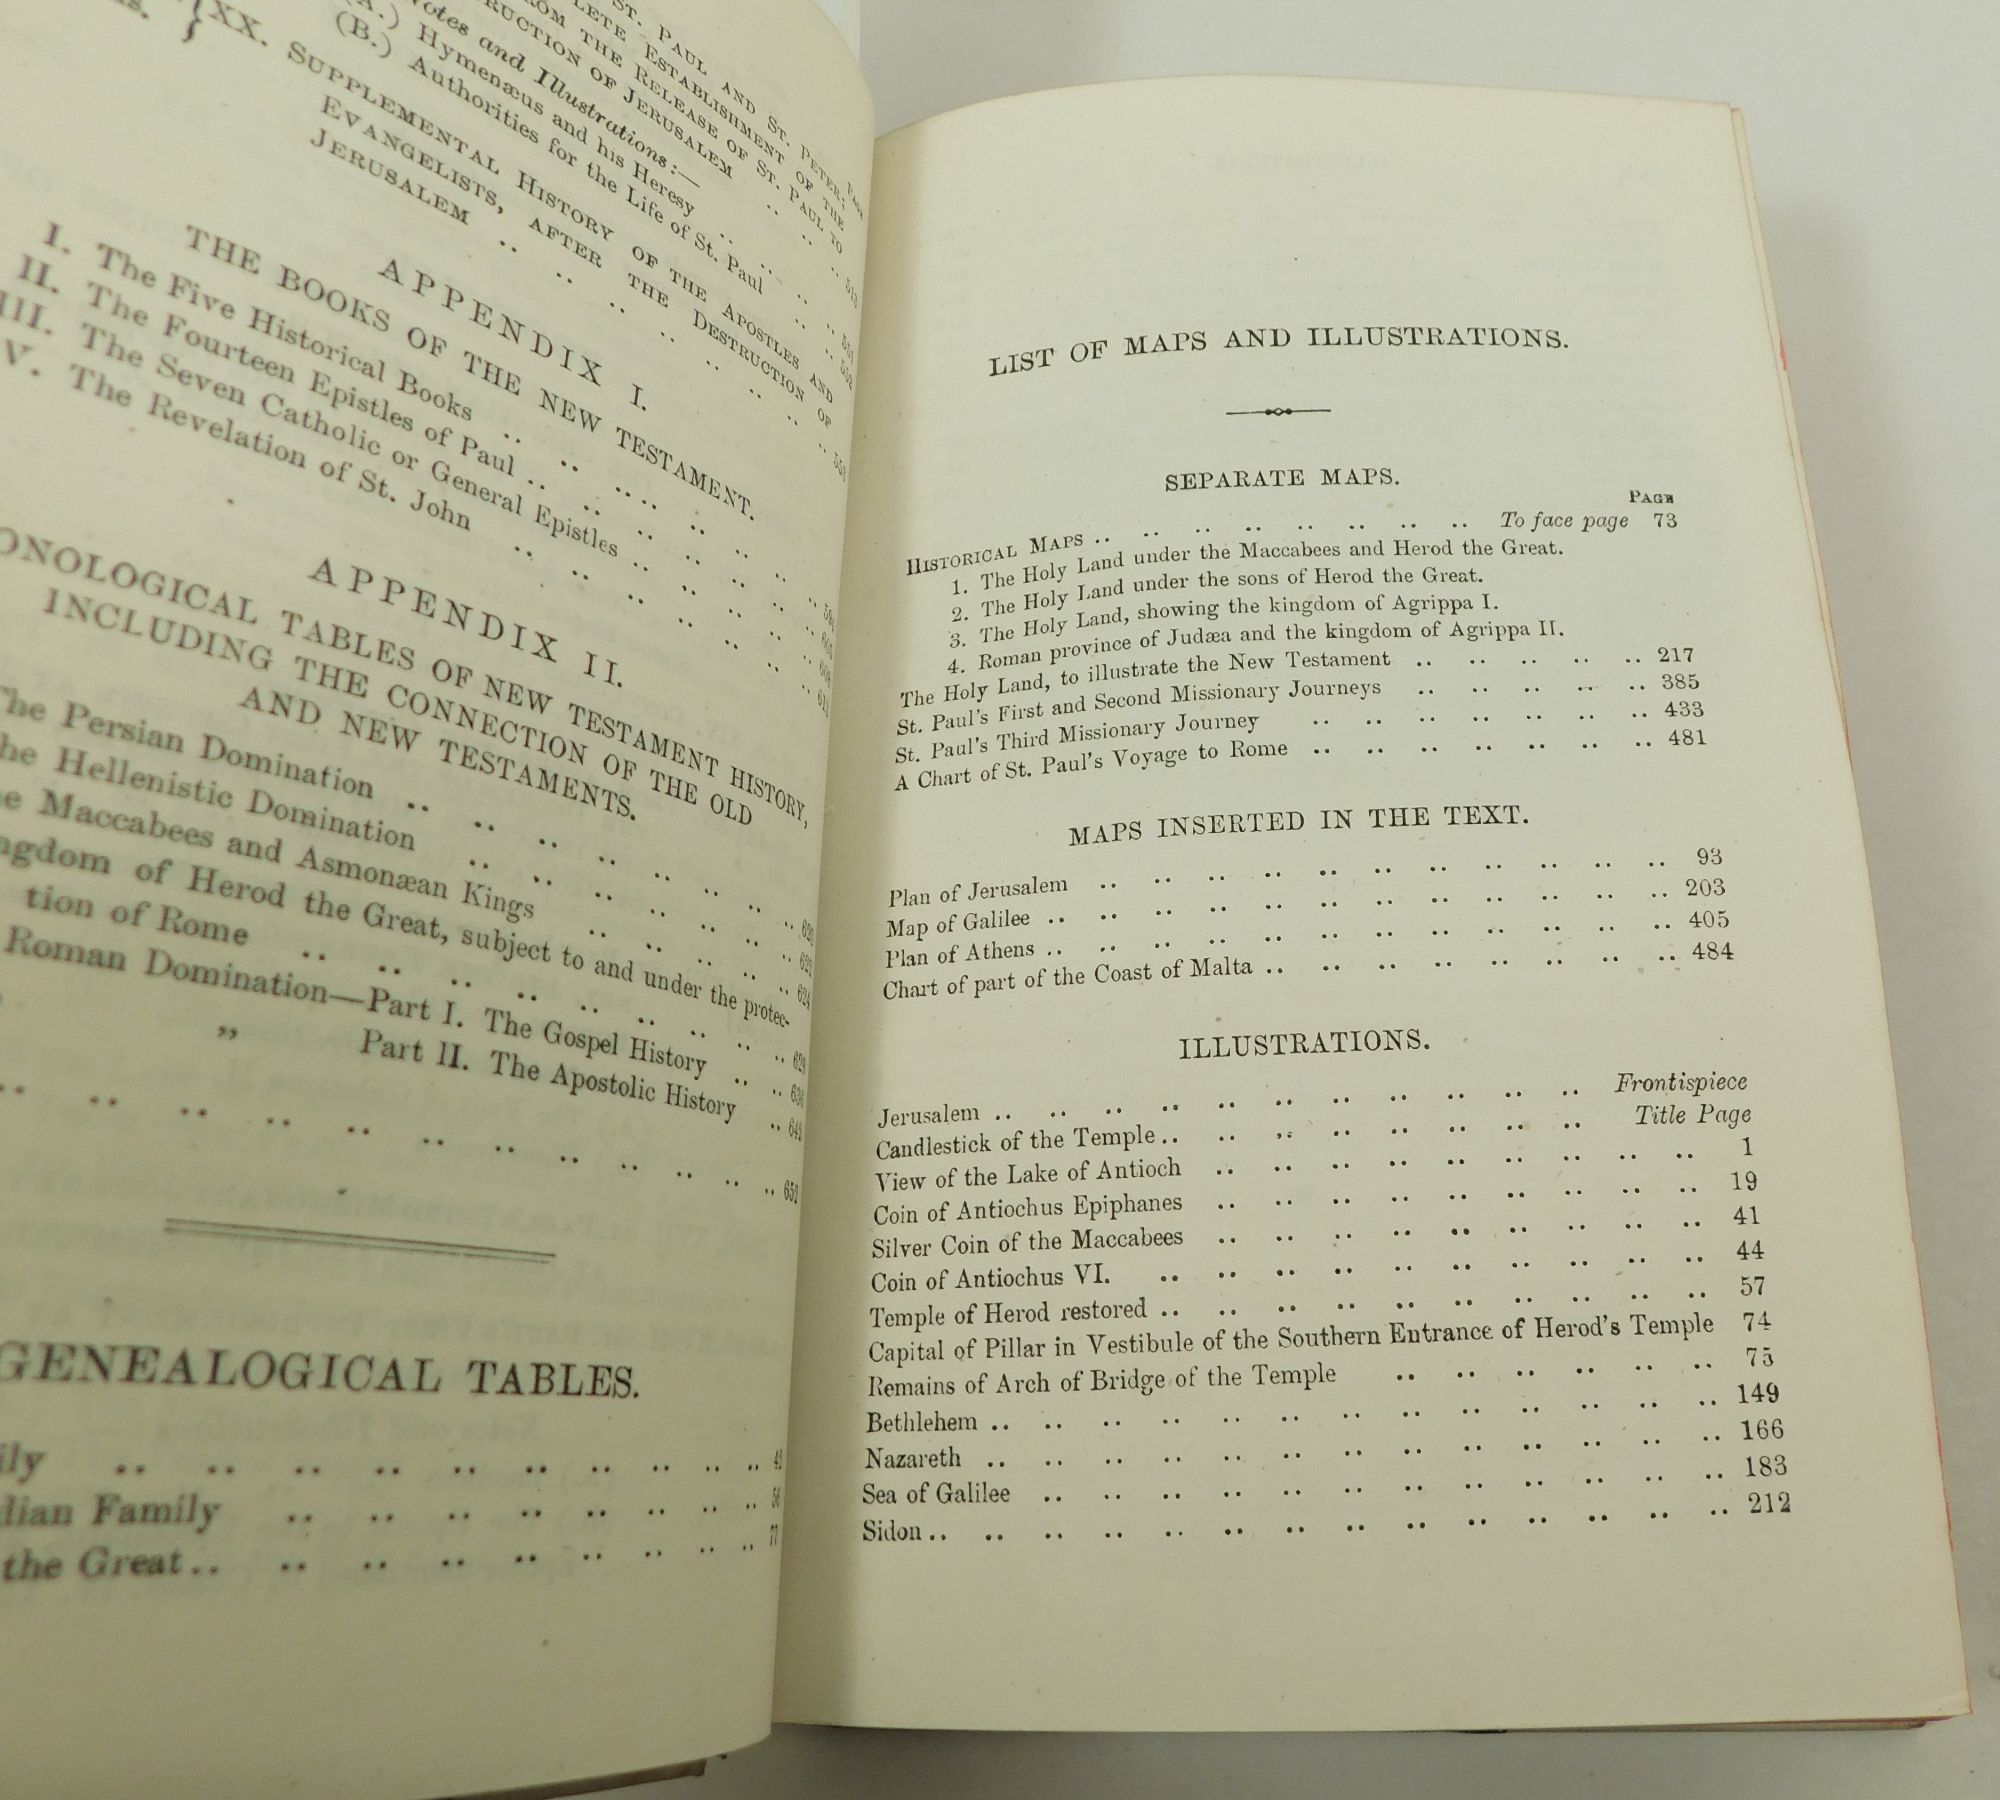 ST. PAUL AND ST. PETER;
ESTABLISHMENT OF THE
FROM THE RELEASE OF ST. PAUL TO
OF JERUSALEM .. .. .. 513
Notes and Illustrations:—
(A.) Hymenæus and his Heresy .. .. .. 551
(B.) Authorities for the Life of St. Paul .. .. .. 552
XX. SUPPLEMENTAL HISTORY OF THE APOSTLES AND
EVANGELISTS, AFTER THE DESTRUCTION OF
JERUSALEM .. .. .. .. .. .. .. ..
APPENDIX I.
THE BOOKS OF THE NEW TESTAMENT.
I. The Five Historical Books .. .. .. .. .. ..
II. The Fourteen Epistles of Paul .. .. .. .. .. ..
III. The Seven Catholic or General Epistles .. .. .. ..
V. The Revelation of St. John .. .. .. .. .. ..
APPENDIX II.
ONOLOGICAL TABLES OF NEW TESTAMENT HISTORY,
INCLUDING THE CONNECTION OF THE OLD
AND NEW TESTAMENTS.
The Persian Domination .. .. .. .. .. .. .. ..
he Hellenistic Domination .. .. .. .. .. .. ..
e Maccabees and Asmonæan Kings .. .. .. .. .. 624
ngdom of Herod the Great, subject to and under the protec-
tion of Rome .. .. .. .. .. .. .. .. ..
Roman Domination—Part I. The Gospel History .. .. 636
„ Part II. The Apostolic History ..
.. .. .. .. .. .. .. .. .. .. .. .. 652
GENEALOGICAL TABLES.
ily .. .. .. .. .. .. .. .. .. ..
dian Family .. .. .. .. .. .. .. .. 56
the Great .. .. .. .. .. .. .. .. .. 77
LIST OF MAPS AND ILLUSTRATIONS.
SEPARATE MAPS.
PAGE
HISTORICAL MAPS .. .. .. .. .. .. .. .. To face page 73
1. The Holy Land under the Maccabees and Herod the Great.
2. The Holy Land under the sons of Herod the Great.
3. The Holy Land, showing the kingdom of Agrippa I.
4. Roman province of Judæa and the kingdom of Agrippa II.
The Holy Land, to illustrate the New Testament .. .. .. .. .. 217
St. Paul's First and Second Missionary Journeys .. .. .. .. .. 385
St. Paul's Third Missionary Journey .. .. .. .. .. .. .. 433
A Chart of St. Paul's Voyage to Rome .. .. .. .. .. .. .. 481
MAPS INSERTED IN THE TEXT.
Plan of Jerusalem .. .. .. .. .. .. .. .. .. .. .. 93
Map of Galilee .. .. .. .. .. .. .. .. .. .. .. .. 203
Plan of Athens .. .. .. .. .. .. .. .. .. .. .. .. 405
Chart of part of the Coast of Malta .. .. .. .. .. .. .. .. 484
ILLUSTRATIONS.
Jerusalem .. .. .. .. .. .. .. .. .. .. .. Frontispiece
Candlestick of the Temple .. .. .. .. .. .. .. .. Title Page
View of the Lake of Antioch .. .. .. .. .. .. .. .. .. 1
Coin of Antiochus Epiphanes .. .. .. .. .. .. .. .. .. 19
Silver Coin of the Maccabees .. .. .. .. .. .. .. .. .. 41
Coin of Antiochus VI. .. .. .. .. .. .. .. .. .. .. 44
Temple of Herod restored .. .. .. .. .. .. .. .. .. .. 57
Capital of Pillar in Vestibule of the Southern Entrance of Herod's Temple 74
Remains of Arch of Bridge of the Temple .. .. .. .. .. .. 75
Bethlehem .. .. .. .. .. .. .. .. .. .. .. .. .. 149
Nazareth .. .. .. .. .. .. .. .. .. .. .. .. .. 166
Sea of Galilee .. .. .. .. .. .. .. .. .. .. .. .. 183
Sidon .. .. .. .. .. .. .. .. .. .. .. .. .. .. 212